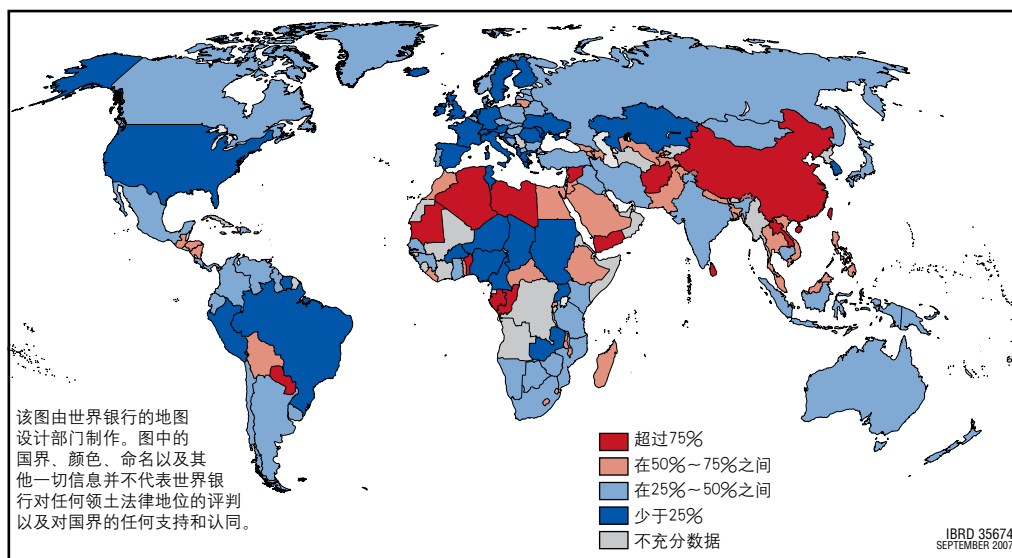 该图由世界银行的地图
设计部门制作。图中的
国界、颜色、命名以及其
他一切信息并不代表世界银
行对任何领土法律地位的评判
以及对国界的任何支持和认同。
超过75%
在50%～75%之间
在25%～50%之间
少于25%
不充分数据
IBRD 35674
SEPTEMBER 2007